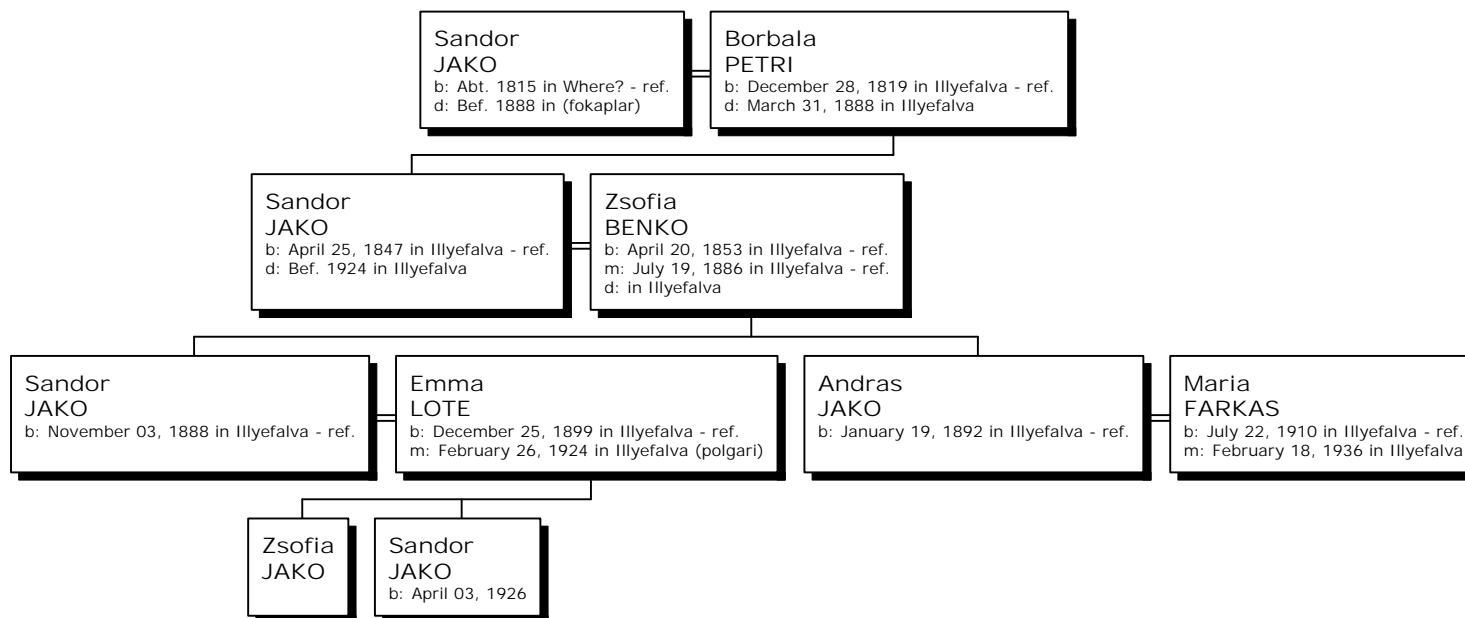 Sandor
JAKO
b: Abt. 1815 in Where? - ref.
d: Bef. 1888 in (fokaplar)
Borbala
PETRI
b: December 28, 1819 in Illyefalva - ref.
d: March 31, 1888 in Illyefalva
Sandor
JAKO
b: April 25, 1847 in Illyefalva - ref.
d: Bef. 1924 in Illyefalva
Zsofia
BENKO
b: April 20, 1853 in Illyefalva - ref.
m: July 19, 1886 in Illyefalva - ref.
d: in Illyefalva
Sandor
JAKO
b: November 03, 1888 in Illyefalva - ref.
Emma
LOTE
b: December 25, 1899 in Illyefalva - ref.
m: February 26, 1924 in Illyefalva (polgari)
Andras
JAKO
b: January 19, 1892 in Illyefalva - ref.
Maria
FARKAS
b: July 22, 1910 in Illyefalva - ref.
m: February 18, 1936 in Illyefalva
Zsofia
JAKO
Sandor
JAKO
b: April 03, 1926